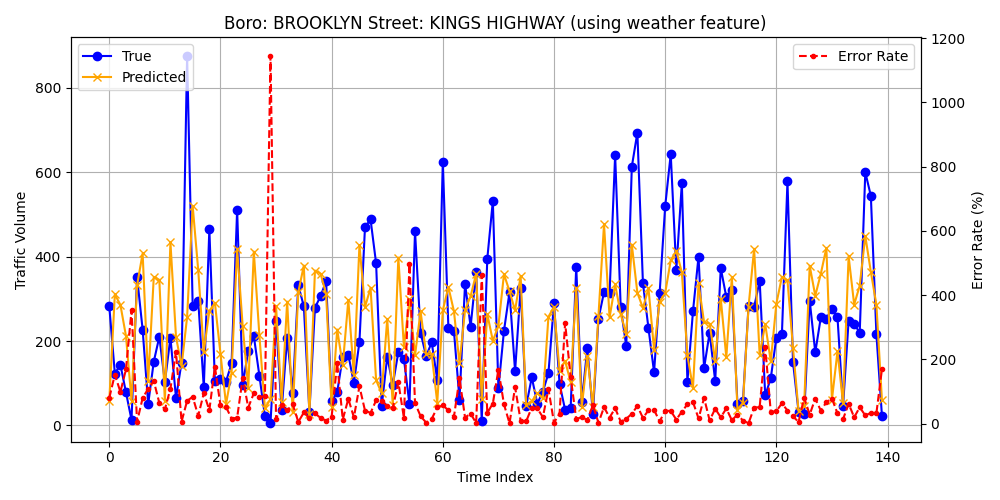 Boro: BROOKLYN Street: KINGS HIGHWAY (using weather feature)
True
Predicted
Error Rate
Traffic Volume
0
200
400
600
800
Error Rate (%)
0
200
400
600
800
1000
1200
0
20
40
60
80
100
120
140
Time Index